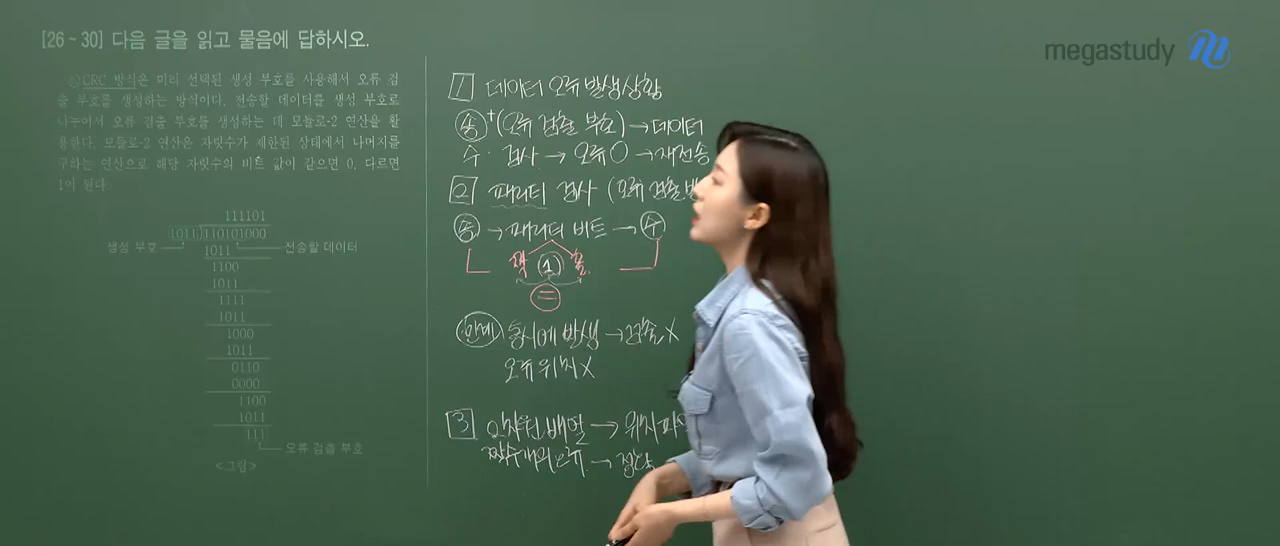 [26~30] 다음 글을 읽고 물음에 답하시오.
megastudy
㉡CRC 방식은 미리 선택된 생성 부호를 사용해서 오류 검
출 부호를 생성하는 방식이다. 전송할 데이터를 생성 부호로
나누어서 오류 검출 부호를 생성하는 데 모듈로-2 연산을 활
용한다. 모듈로-2 연산은 자릿수가 제한된 상태에서 나머지를
구하는 연산으로 해당 자릿수의 비트 값이 같으면 0, 다르면
1이 된다.
111101
1011)110101000
생성 부호
전송할 데이터
1011
1100
1011
1111
1011
1000
1011
0110
0000
1100
1011
111
오류 검출 부호
<그림>
1 데이터 오류 발생 상황
송 + (오류 검출 부호) → 데이터
수 · 검사 → 오류 O → 재전송
2 패리티 검사 (오류 검출
송 → 패리티 비트 → 수
짝 (1) 홀
=
한계 동시에 발생 → 검출 X
오류 위치 X
3 이차원 배열 → 위치 파악
짝수 개의 오류 →